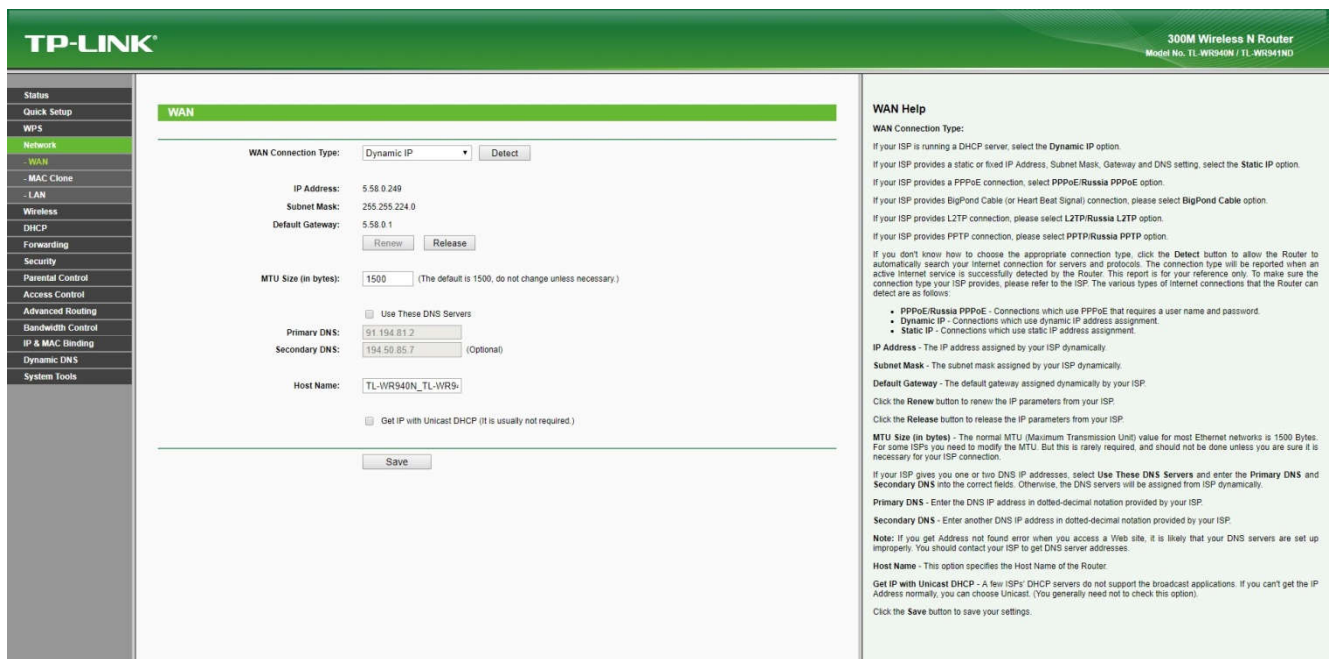 TP-LINK®
300M Wireless N Router
Model No. TL-WR940N / TL-WR941ND
Status
Quick Setup
WPS
Network
- WAN
- MAC Clone
- LAN
Wireless
DHCP
Forwarding
Security
Parental Control
Access Control
Advanced Routing
Bandwidth Control
IP & MAC Binding
Dynamic DNS
System Tools
WAN
WAN Connection Type: Dynamic IP Detect
IP Address: 5.58.0.249
Subnet Mask: 255.255.224.0
Default Gateway: 5.58.0.1
Renew Release
MTU Size (in bytes): 1500 (The default is 1500, do not change unless necessary.)
Use These DNS Servers
Primary DNS: 91.194.81.2
Secondary DNS: 194.50.85.7 (Optional)
Host Name: TL-WR940N_TL-WR94
Get IP with Unicast DHCP (It is usually not required.)
Save
WAN Help
WAN Connection Type:
If your ISP is running a DHCP server, select the Dynamic IP option.
If your ISP provides a static or fixed IP Address, Subnet Mask, Gateway and DNS setting, select the Static IP option.
If your ISP provides a PPPoE connection, select PPPoE/Russia PPPoE option.
If your ISP provides BigPond Cable (or Heart Beat Signal) connection, please select BigPond Cable option.
If your ISP provides L2TP connection, please select L2TP/Russia L2TP option.
If your ISP provides PPTP connection, please select PPTP/Russia PPTP option.
If you don't know how to choose the appropriate connection type, click the Detect button to allow the Router to
automatically search your Internet connection for servers and protocols. The connection type will be reported when an
active Internet service is successfully detected by the Router. This report is for your reference only. To make sure the
connection type your ISP provides, please refer to the ISP. The various types of Internet connections that the Router can
detect are as follows:
• PPPoE/Russia PPPoE - Connections which use PPPoE that requires a user name and password.
• Dynamic IP - Connections which use dynamic IP address assignment.
• Static IP - Connections which use static IP address assignment.
IP Address - The IP address assigned by your ISP dynamically.
Subnet Mask - The subnet mask assigned by your ISP dynamically.
Default Gateway - The default gateway assigned dynamically by your ISP.
Click the Renew button to renew the IP parameters from your ISP.
Click the Release button to release the IP parameters from your ISP.
MTU Size (in bytes) - The normal MTU (Maximum Transmission Unit) value for most Ethernet networks is 1500 Bytes.
For some ISPs you need to modify the MTU. But this is rarely required, and should not be done unless you are sure it is
necessary for your ISP connection.
If your ISP gives you one or two DNS IP addresses, select Use These DNS Servers and enter the Primary DNS and
Secondary DNS into the correct fields. Otherwise, the DNS servers will be assigned from ISP dynamically.
Primary DNS - Enter the DNS IP address in dotted-decimal notation provided by your ISP.
Secondary DNS - Enter another DNS IP address in dotted-decimal notation provided by your ISP.
Note: If you get Address not found error when you access a Web site, it is likely that your DNS servers are set up
improperly. You should contact your ISP to get DNS server addresses.
Host Name - This option specifies the Host Name of the Router.
Get IP with Unicast DHCP - A few ISPs' DHCP servers do not support the broadcast applications. If you can't get the IP
Address normally, you can choose Unicast. (You generally need not to check this option).
Click the Save button to save your settings.